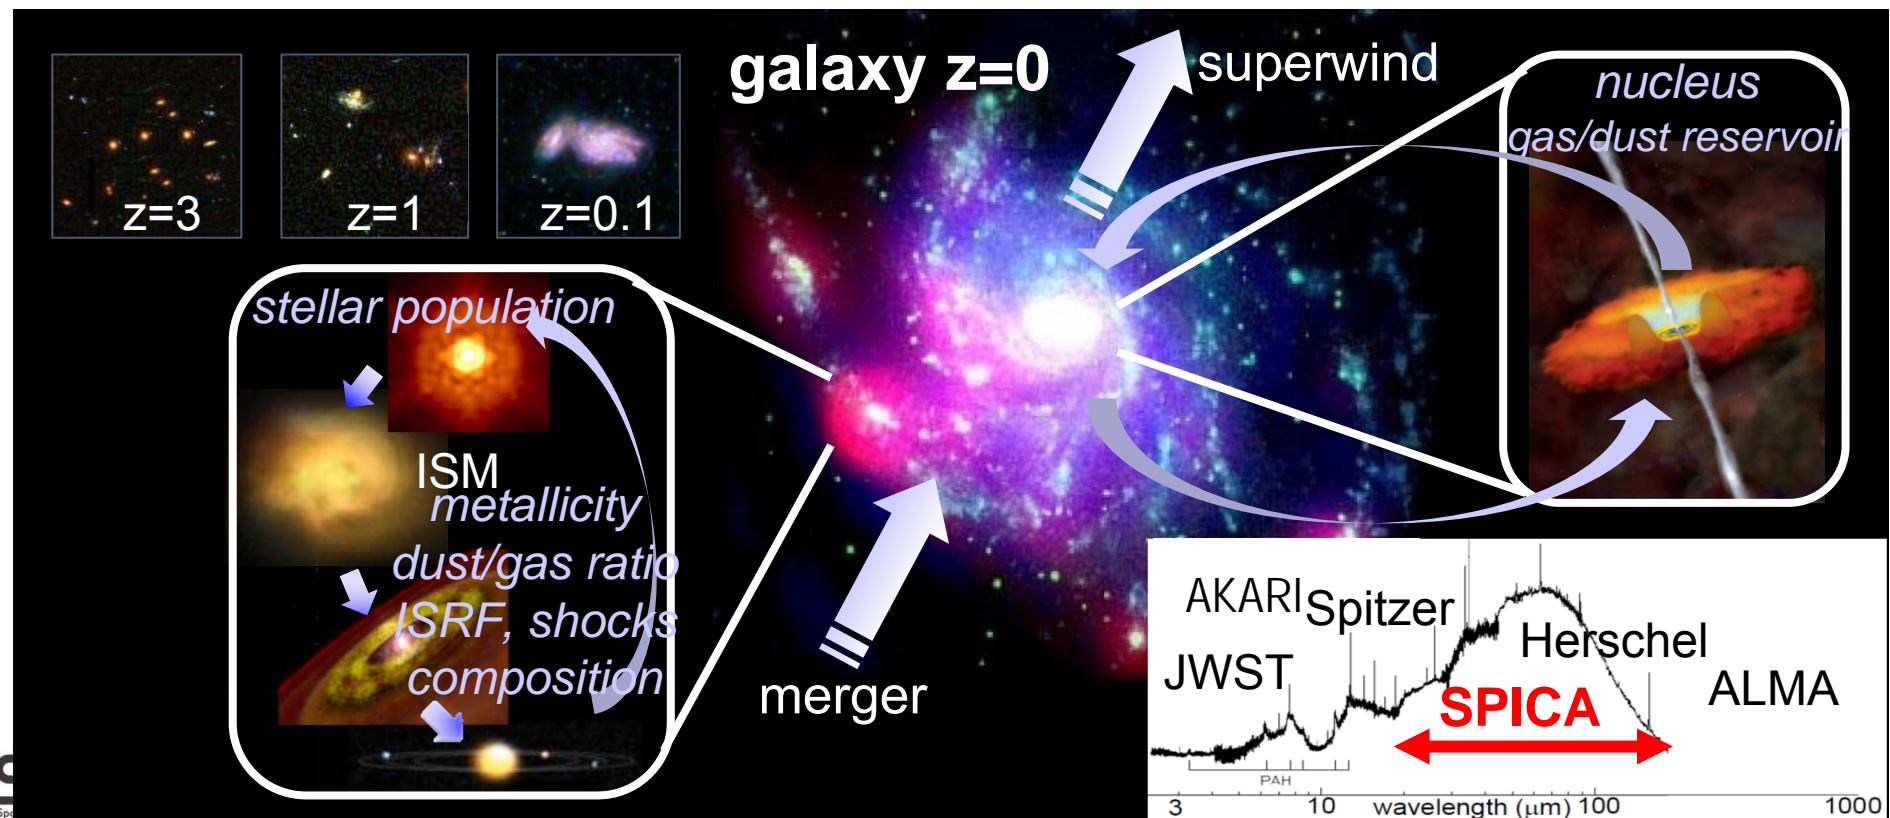 galaxy z=0
superwind
nucleus
gas/dust reservoir
z=3
z=1
z=0.1
stellar population
ISM
metallicity
dust/gas ratio
ISRF, shocks
composition
merger
AKARI
Spitzer
JWST
Herschel
SPICA
ALMA
PAH
3 10 wavelength (μm) 100 1000